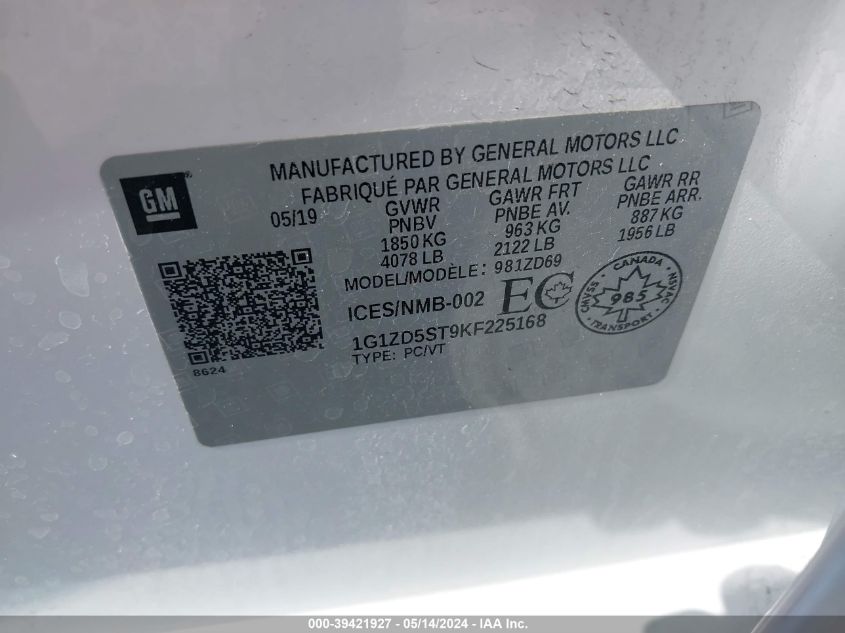 MANUFACTURED BY GENERAL MOTORS LLC
FABRIQUÉ PAR GENERAL MOTORS LLC
GM
05/19 GVWR GAWR FRT GAWR RR
PNBV PNBE AV. PNBE ARR.
1850 KG 963 KG 887 KG
4078 LB 2122 LB 1956 LB
MODEL/MODÈLE: 981ZD69
ICES/NMB-002 EC
CANADA
985
TRANSPORT
1G1ZD5ST9KF225168
TYPE: PC/VT
8624
000-39421927 - 05/14/2024 - IAA Inc.